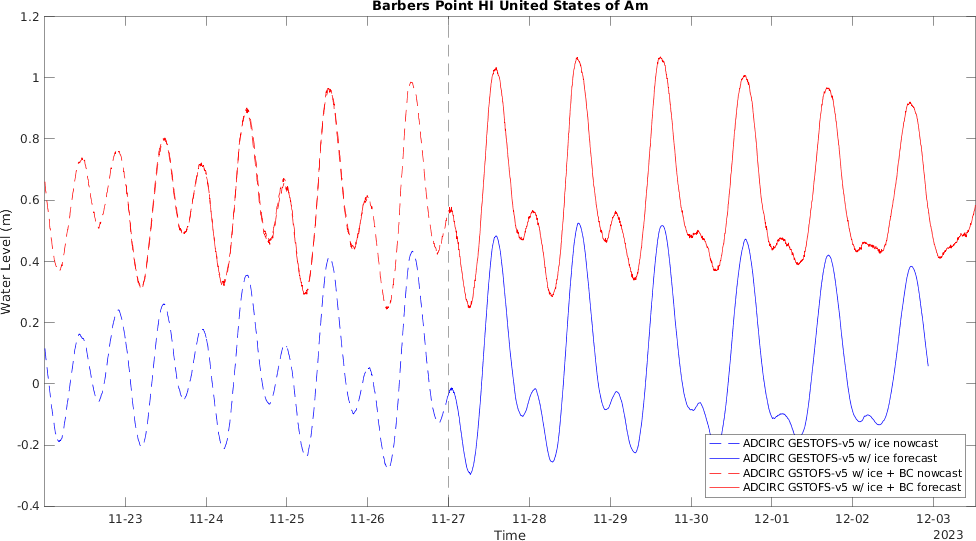 Barbers Point HI United States of Am
Water Level (m)
1.2
1
0.8
0.6
0.4
0.2
0
-0.2
-0.4
ADCIRC GESTOFS-v5 w/ ice nowcast
ADCIRC GESTOFS-v5 w/ ice forecast
ADCIRC GSTOFS-v5 w/ ice + BC nowcast
ADCIRC GSTOFS-v5 w/ ice + BC forecast
11-23 11-24 11-25 11-26 11-27 11-28 11-29 11-30 12-01 12-02 12-03
Time
2023